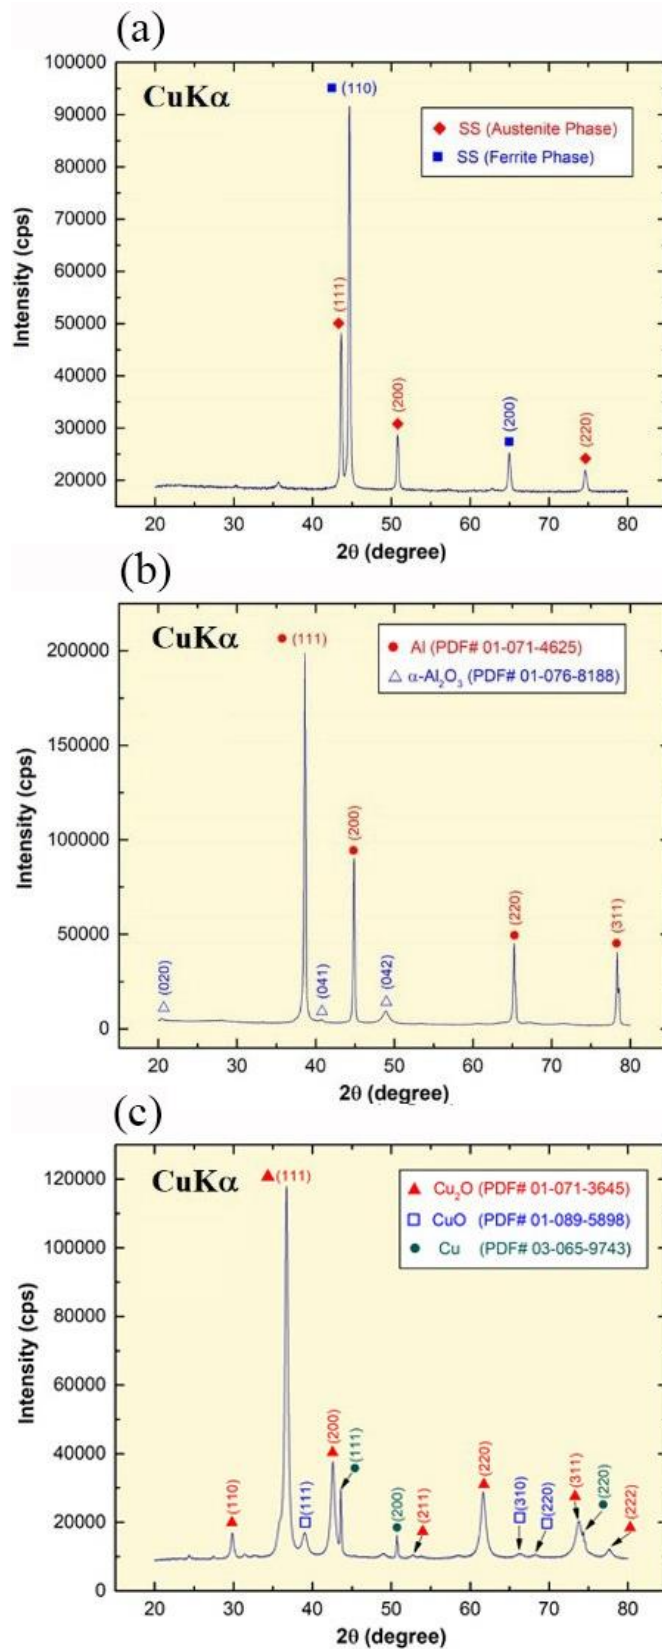 (a)
100000
90000
80000
70000
60000
50000
40000
30000
20000
Intensity (cps)
CuKα
(110)
SS (Austenite Phase)
SS (Ferrite Phase)
(111)
(200)
(200)
(220)
20 30 40 50 60 70 80
2θ (degree)
(b)
200000
150000
100000
50000
0
Intensity (cps)
CuKα
(111)
Al (PDF# 01-071-4625)
α-Al₂O₃ (PDF# 01-076-8188)
(200)
(220)
(311)
(020)
(041)
(042)
20 30 40 50 60 70 80
2θ (degree)
(c)
120000
100000
80000
60000
40000
20000
0
Intensity (cps)
CuKα
(111)
Cu₂O (PDF# 01-071-3645)
CuO (PDF# 01-089-5898)
Cu (PDF# 03-065-9743)
(110)
(111)
(200)
(111)
(200)
(211)
(220)
(310)
(220)
(311)
(220)
(222)
20 30 40 50 60 70 80
2θ (degree)